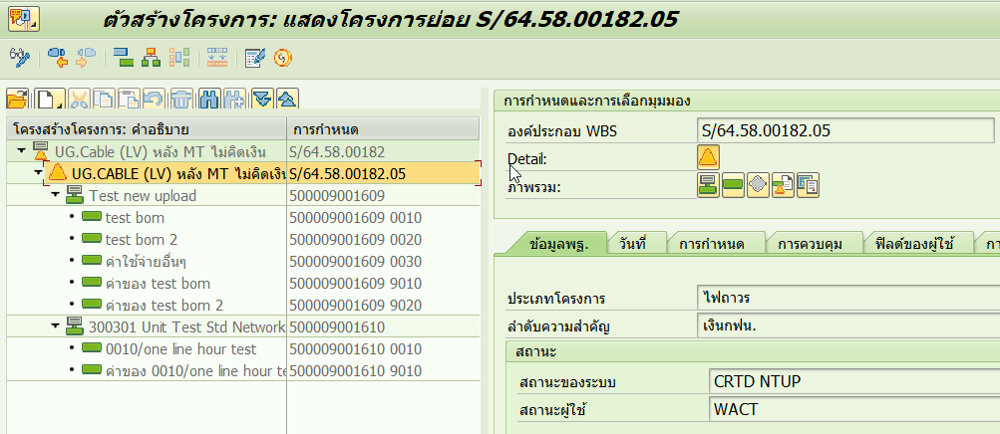 ตัวสร้างโครงการ: แสดงโครงการย่อย S/64.58.00182.05
โครงสร้างโครงการ: คำอธิบาย การกำหนด
UG.Cable (LV) หลัง MT ไม่คิดเงิน S/64.58.00182
UG.CABLE (LV) หลัง MT ไม่คิดเงิน S/64.58.00182.05
Test new upload 500009001609
test bom 500009001609 0010
test bom 2 500009001609 0020
ค่าใช้จ่ายอื่นๆ 500009001609 0030
ค่าของ test bom 500009001609 9010
ค่าของ test bom 2 500009001609 9020
300301 Unit Test Std Network 500009001610
0010/one line hour test 500009001610 0010
ค่าของ 0010/one line hour te 500009001610 9010
การกำหนดและการเลือกมุมมอง
องค์ประกอบ WBS S/64.58.00182.05
Detail:
ภาพรวม:
ข้อมูลพฐ. วันที่ การกำหนด การควบคุม ฟิลด์ของผู้ใช้ กา
ประเภทโครงการ ไฟถาวร
ลำดับความสำคัญ เงินกฟน.
สถานะ
สถานะของระบบ CRTD NTUP
สถานะผู้ใช้ WACT